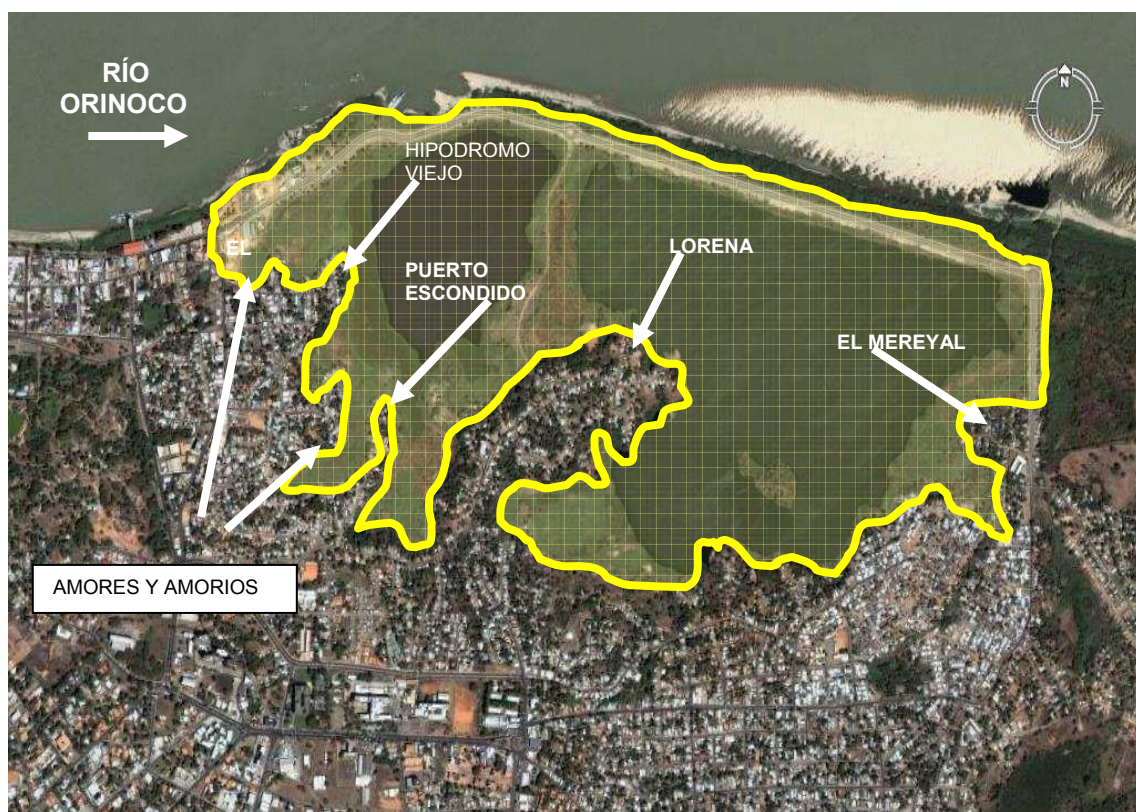 RÍO
ORINOCO
N
HIPODROMO
VIEJO
EL
PUERTO
ESCONDIDO
LORENA
EL MEREYAL
AMORES Y AMORIOS